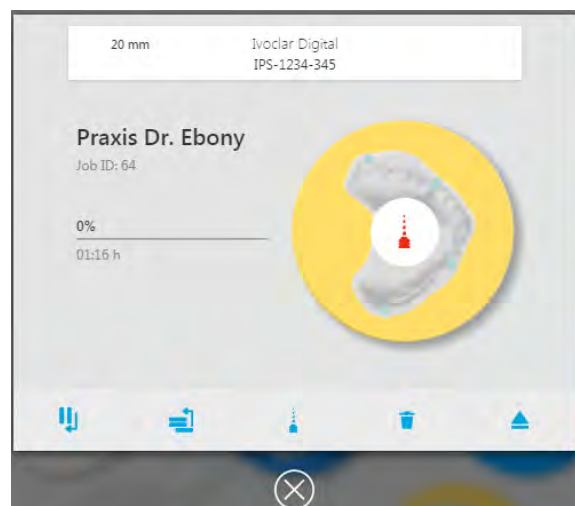 20 mm
Ivoclar Digital
IPS-1234-345
Praxis Dr. Ebony
Job ID: 64
0%
01:16 h